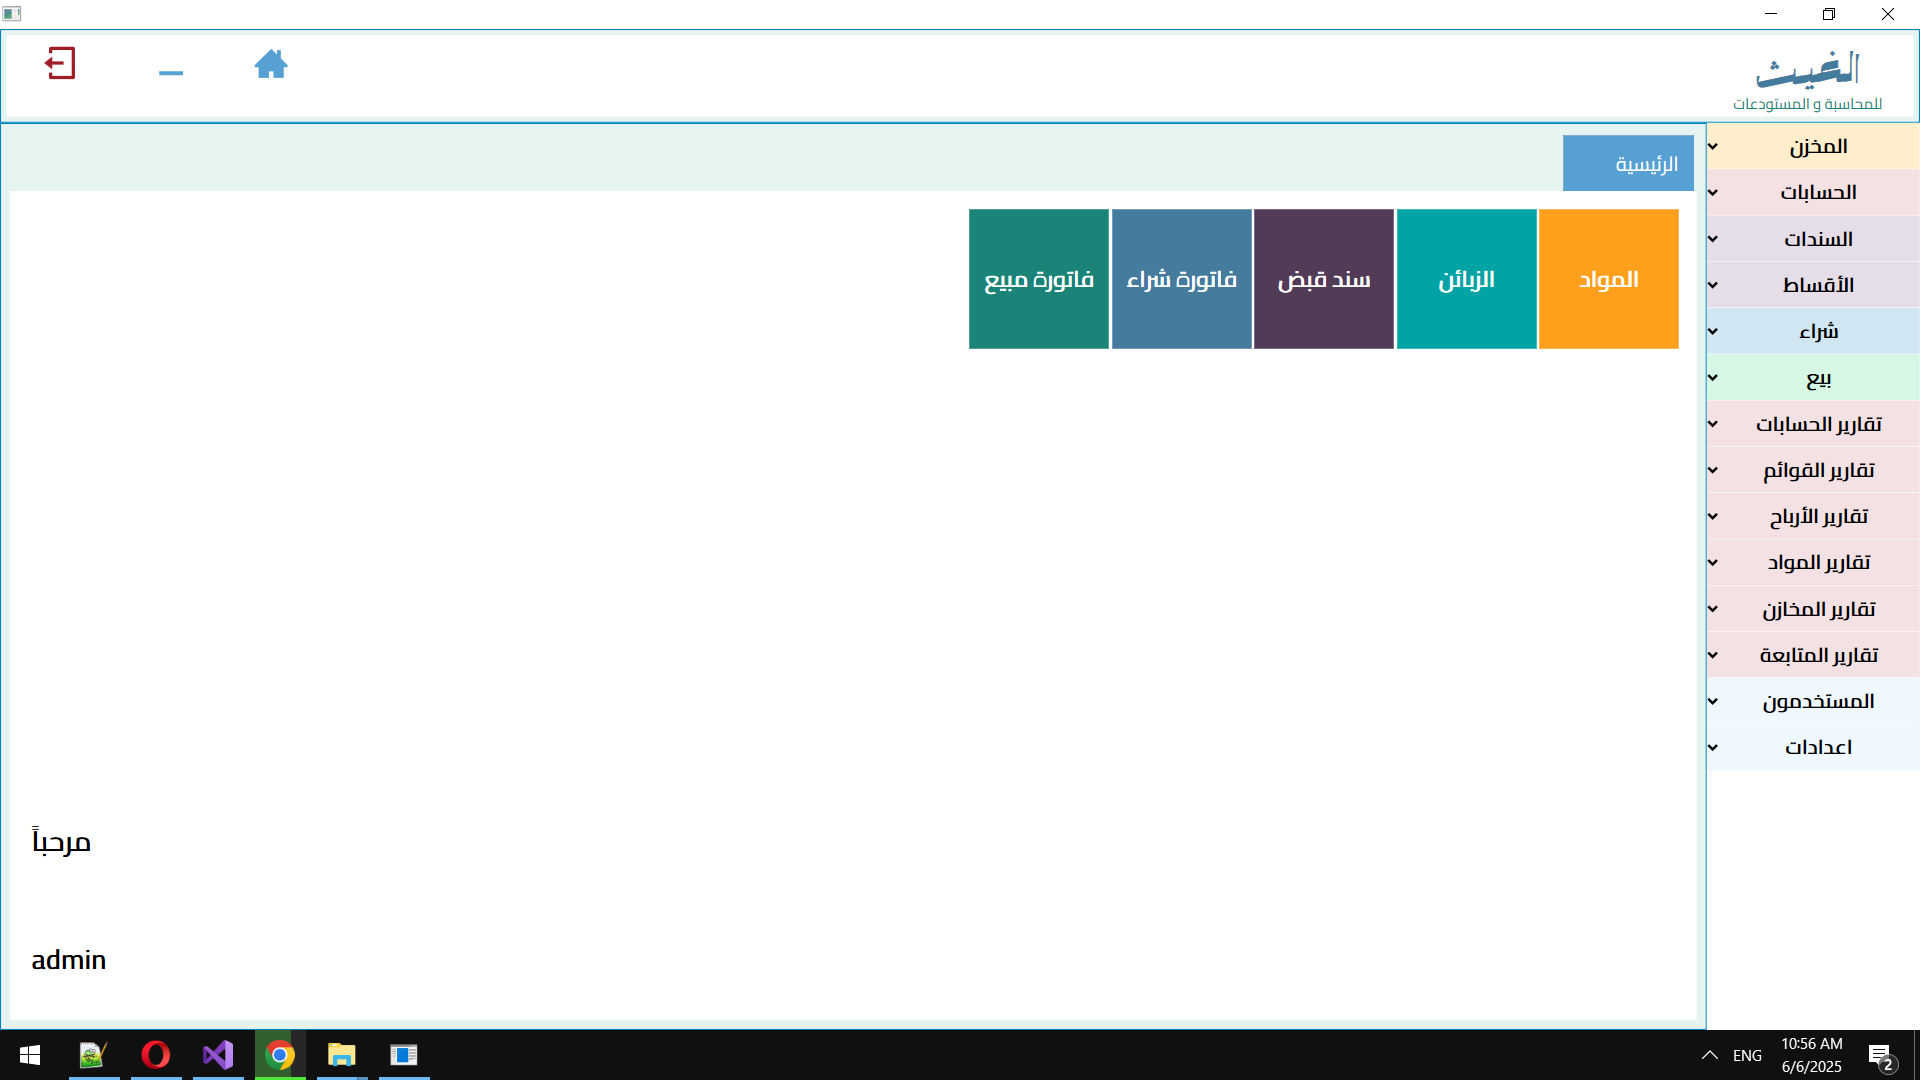 الغيث
للمحاسبة و المستودعات
الرئيسية
المواد
الزبائن
سند قبض
فاتورة شراء
فاتورة مبيع
المخزن
الحسابات
السندات
الأقساط
شراء
بيع
تقارير الحسابات
تقارير القوائم
تقارير الأرباح
تقارير المواد
تقارير المخازن
تقارير المتابعة
المستخدمون
اعدادات
مرحباً
admin
ENG
10:56 AM
6/6/2025
2